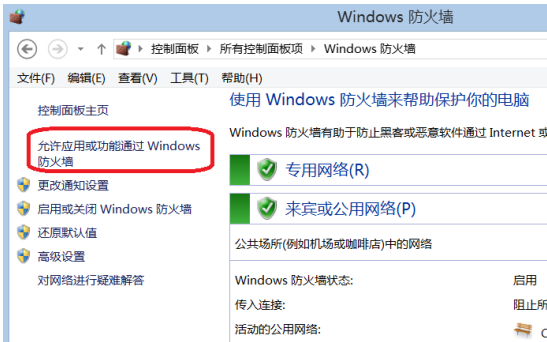 Windows 防火墙
控制面板 ▸ 所有控制面板项 ▸ Windows 防火墙
文件(F) 编辑(E) 查看(V) 工具(T) 帮助(H)
控制面板主页
允许应用或功能通过 Windows
防火墙
更改通知设置
启用或关闭 Windows 防火墙
还原默认值
高级设置
对网络进行疑难解答
使用 Windows 防火墙来帮助保护你的电脑
Windows 防火墙有助于防止黑客或恶意软件通过 Internet 或
专用网络(R)
来宾或公用网络(P)
公共场所(例如机场或咖啡店)中的网络
Windows 防火墙状态: 启用
传入连接: 阻止所
活动的公用网络: